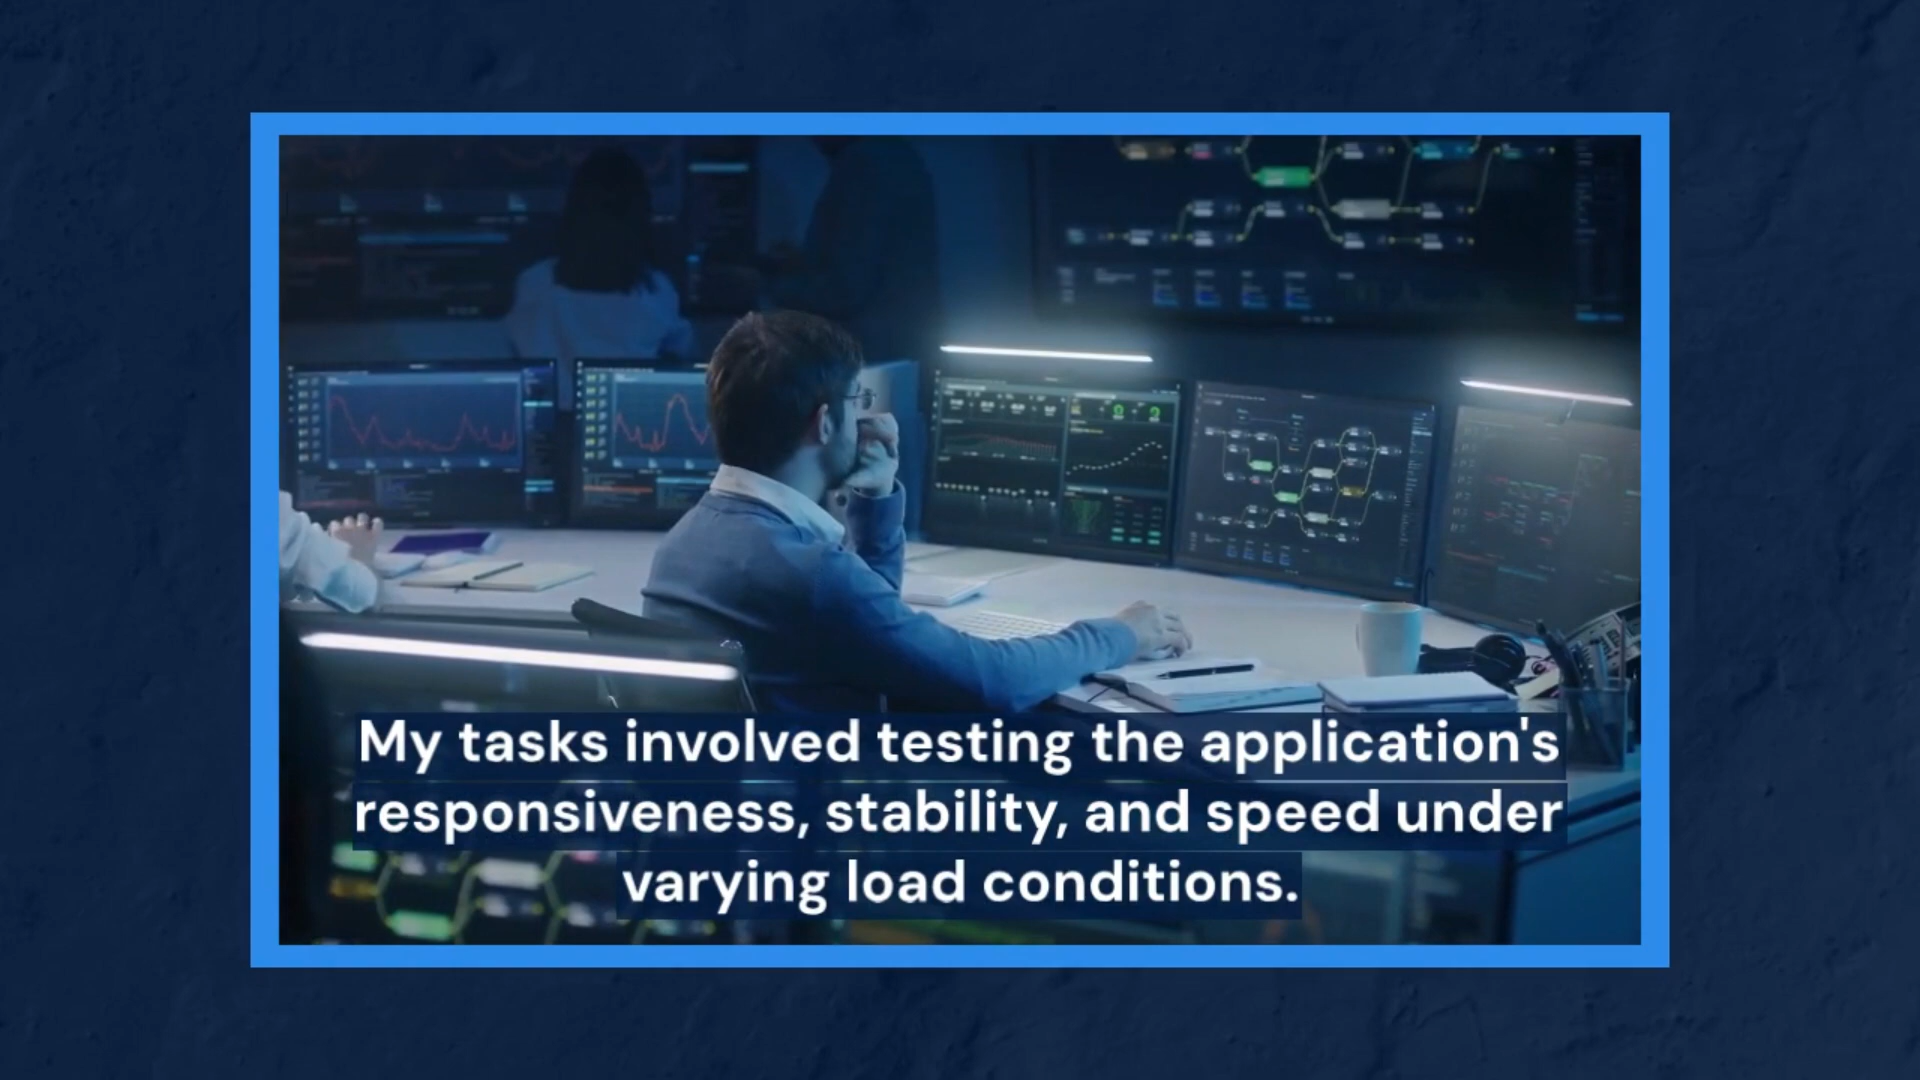 My tasks involved testing the application's
responsiveness, stability, and speed under
varying load conditions.